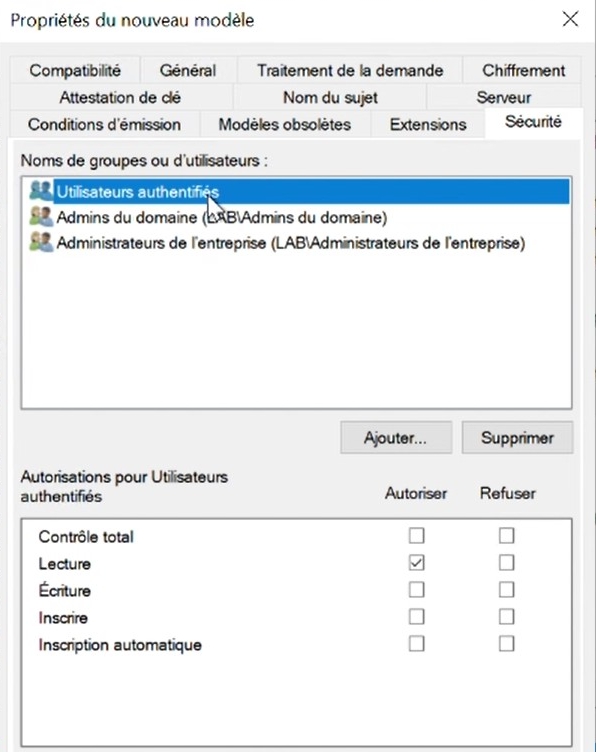 Propriétés du nouveau modèle
Compatibilité Général Traitement de la demande Chiffrement
Attestation de clé Nom du sujet Serveur
Conditions d'émission Modèles obsolètes Extensions Sécurité
Noms de groupes ou d'utilisateurs :
Utilisateurs authentifiés
Admins du domaine (LAB\Admins du domaine)
Administrateurs de l'entreprise (LAB\Administrateurs de l'entreprise)
Ajouter... Supprimer
Autorisations pour Utilisateurs
authentifiés Autoriser Refuser
Contrôle total
Lecture
Écriture
Inscrire
Inscription automatique